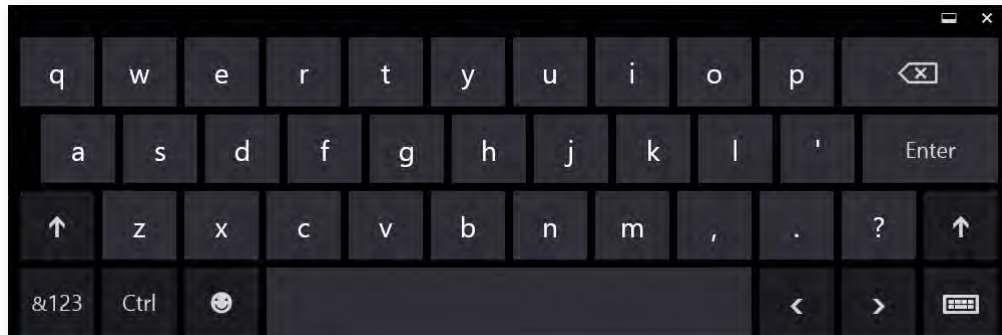 q w e r t y u i o p
a s d f g h j k l ' Enter
z x c v b n m , . ?
&123 Ctrl < >